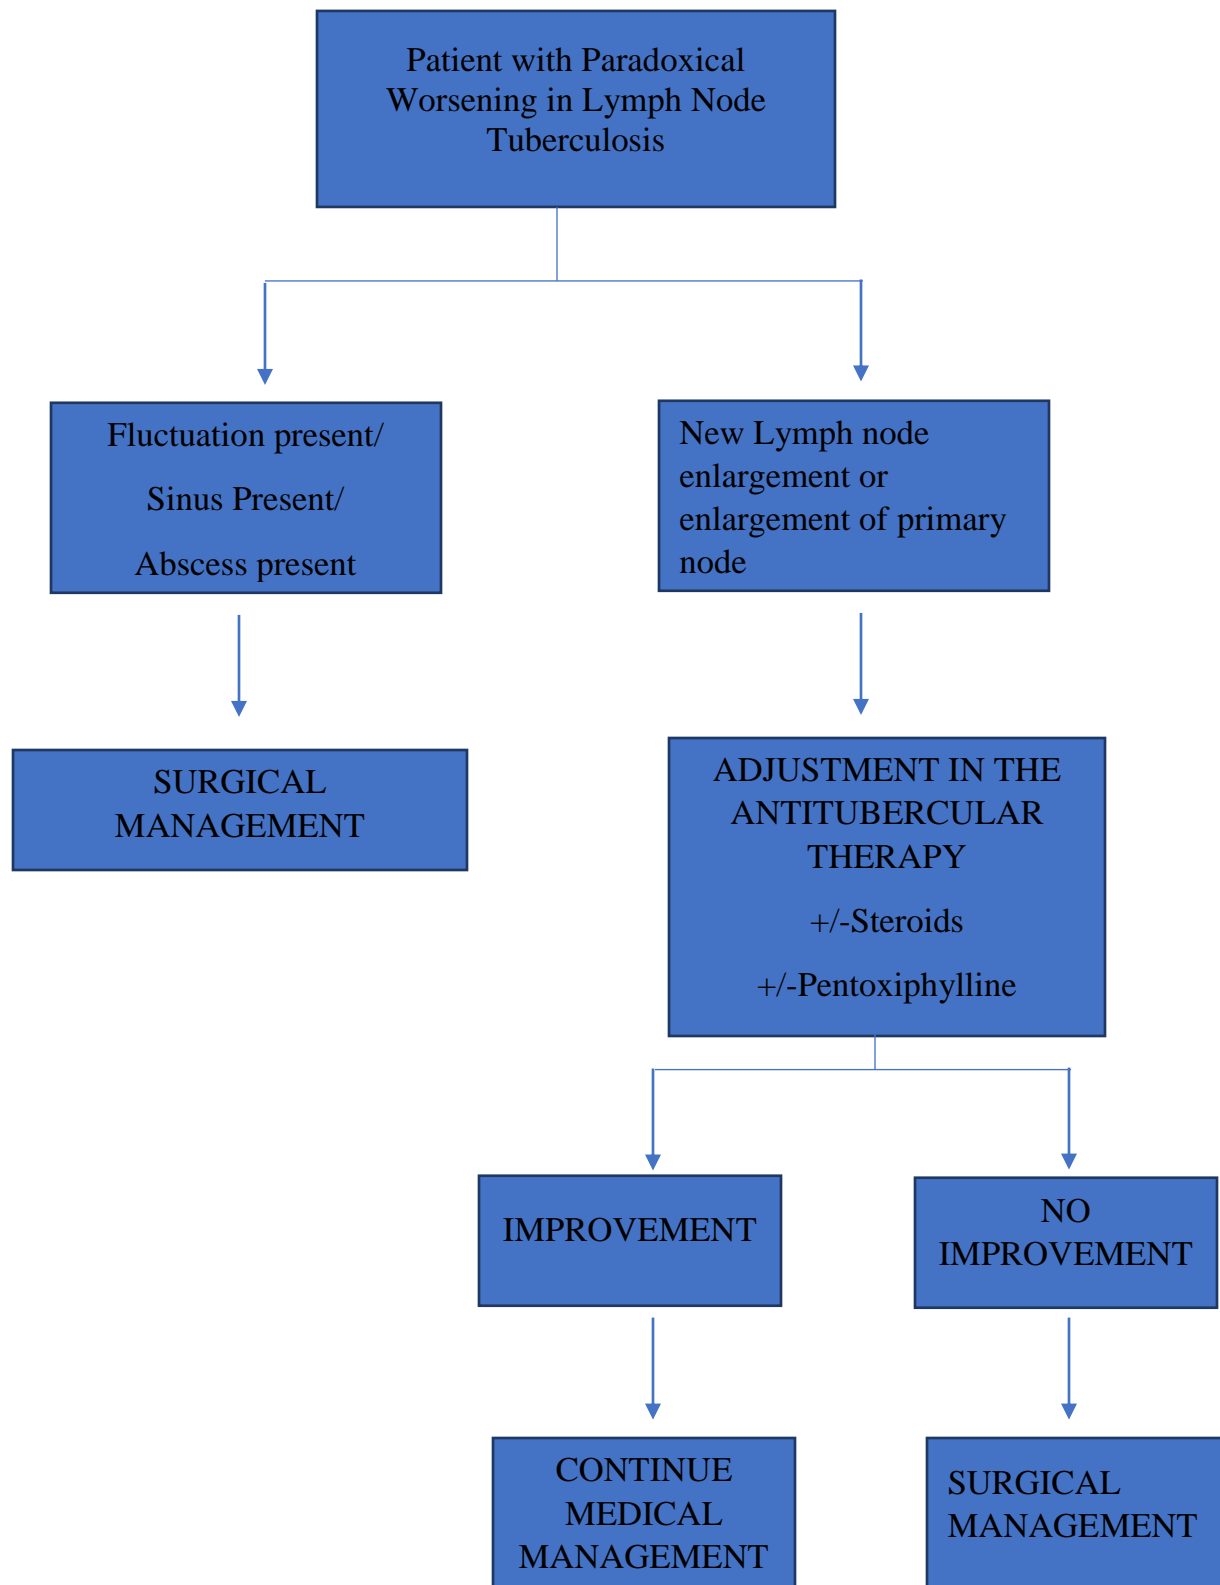 Patient with Paradoxical
Worsening in Lymph Node
Tuberculosis
Fluctuation present/
Sinus Present/
Abscess present
New Lymph node
enlargement or
enlargement of primary
node
SURGICAL
MANAGEMENT
ADJUSTMENT IN THE
ANTITUBERCULAR
THERAPY
+/-Steroids
+/-Pentoxiphylline
IMPROVEMENT
NO
IMPROVEMENT
CONTINUE
MEDICAL
MANAGEMENT
SURGICAL
MANAGEMENT